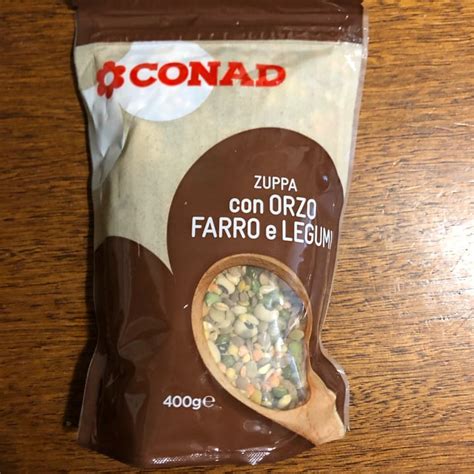 CONAD
ZUPPA
con ORZO
FARRO e LEGUMI
400g℮